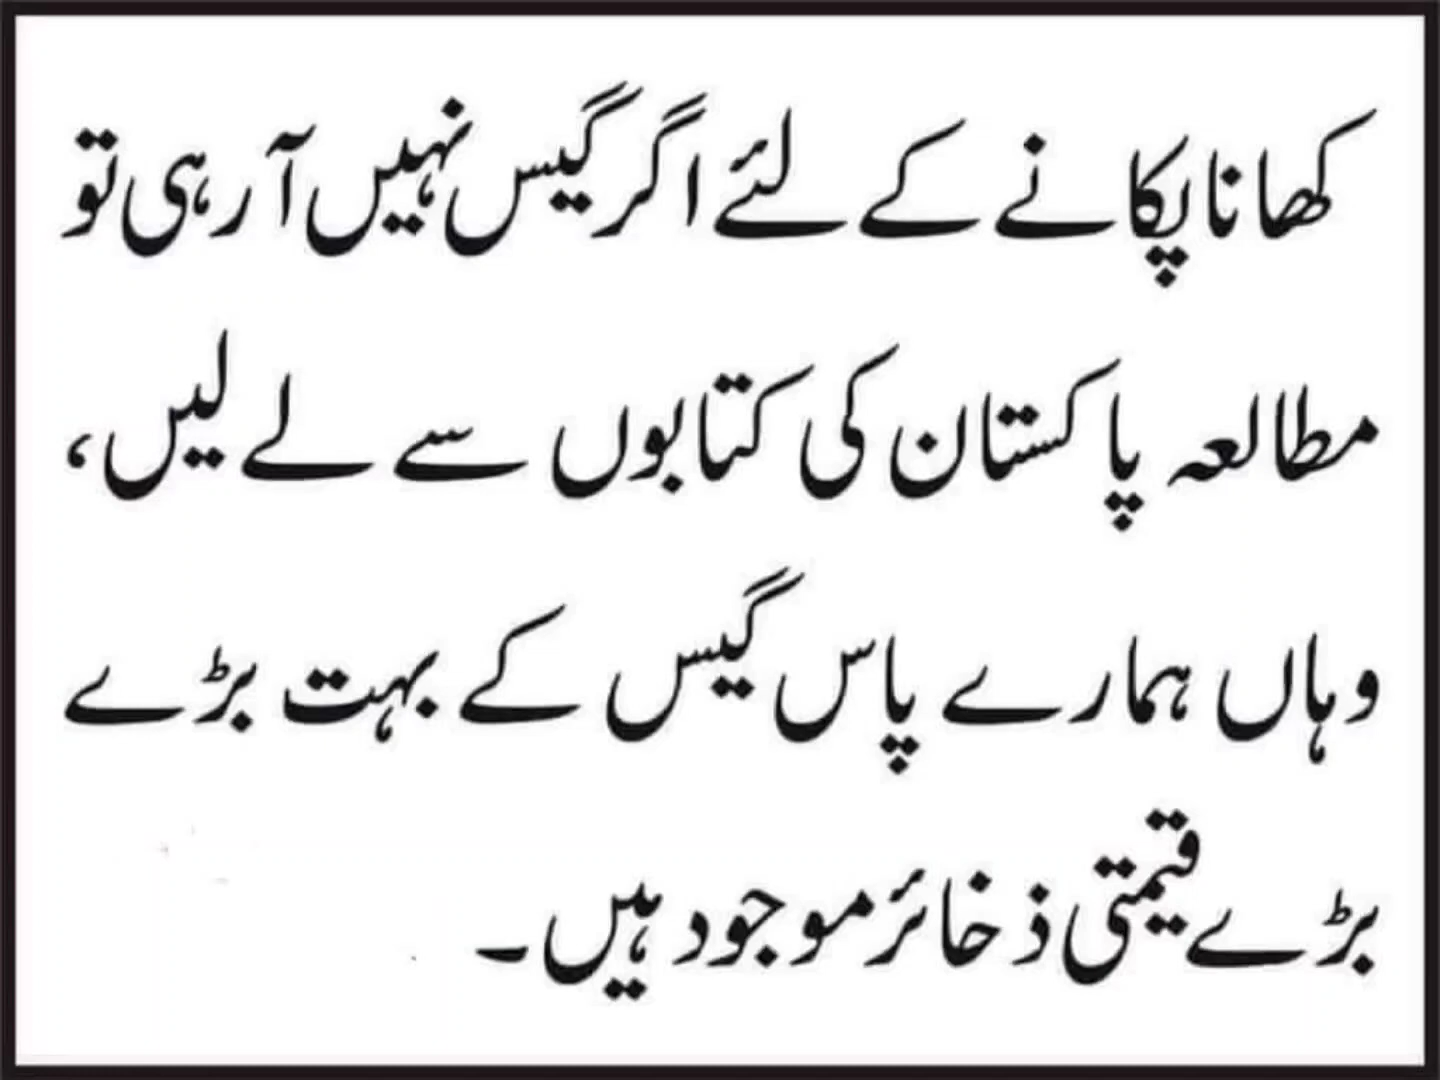 کھانا پکانے کے لئے اگر گیس نہیں آ رہی تو
مطالعہ پاکستان کی کتابوں سے لے لیں،
وہاں ہمارے پاس گیس کے بہت بڑے
بڑے قیمتی ذخائر موجود ہیں۔